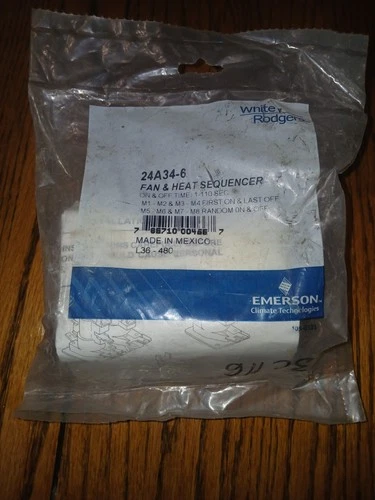 White
Rodgers
24A34-6
FAN & HEAT SEQUENCER
ON & OFF TIME: 1-110 SEC.
M1 - M2 & M3 - M4 FIRST ON & LAST OFF
M5 - M6 & M7 - M8 RANDOM ON & OFF
MADE IN MEXICO
L36 - 480
PERSONAL
EMERSON
Climate Technologies